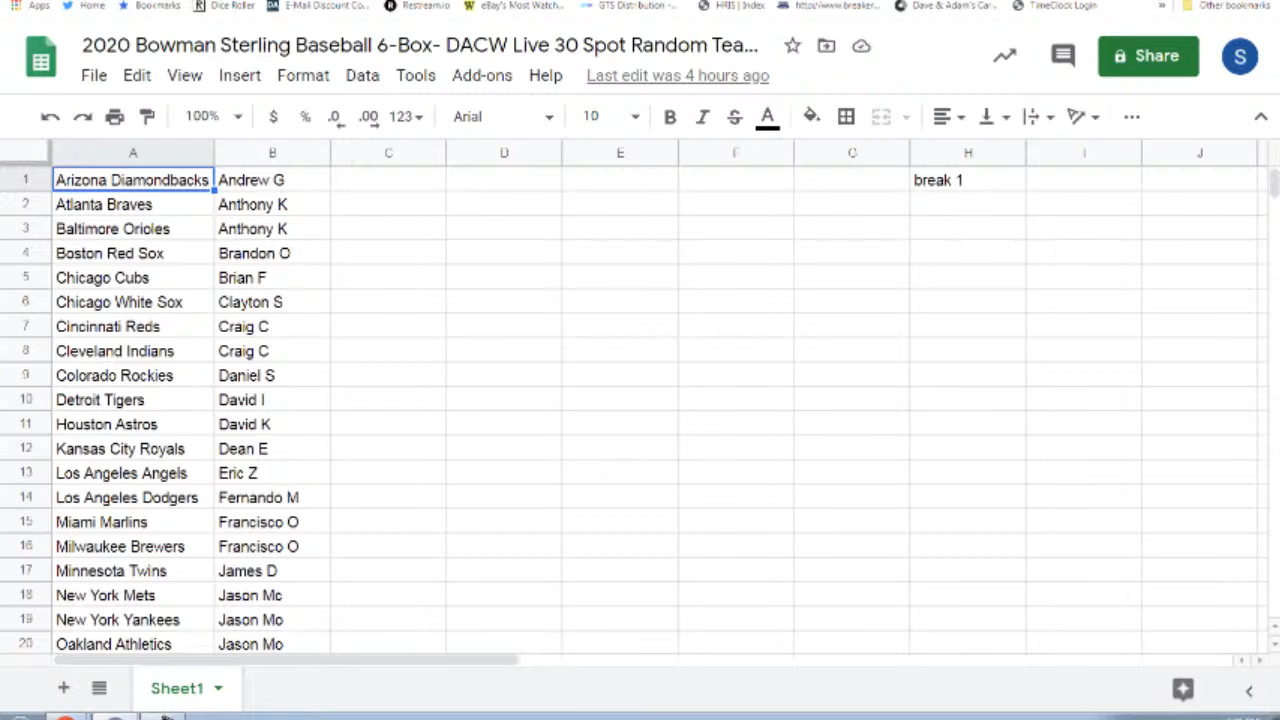 Apps Twitter Home Bookmarks Dice Roller E-Mail Discount Co... Restream.io eBay's Most Watch... GTS Distribution -... HRIS | Index http://www.breaker... Dave & Adam's Car... TimeClock Login » Other bookmarks
2020 Bowman Sterling Baseball 6-Box- DACW Live 30 Spot Random Tea...
Share S
File Edit View Insert Format Data Tools Add-ons Help Last edit was 4 hours ago
100% $ % .0 .00 123 Arial 10 B I S A
A B C D E F G H I J
1 Arizona Diamondbacks Andrew G break 1
2 Atlanta Braves Anthony K
3 Baltimore Orioles Anthony K
4 Boston Red Sox Brandon O
5 Chicago Cubs Brian F
6 Chicago White Sox Clayton S
7 Cincinnati Reds Craig C
8 Cleveland Indians Craig C
9 Colorado Rockies Daniel S
10 Detroit Tigers David I
11 Houston Astros David K
12 Kansas City Royals Dean E
13 Los Angeles Angels Eric Z
14 Los Angeles Dodgers Fernando M
15 Miami Marlins Francisco O
16 Milwaukee Brewers Francisco O
17 Minnesota Twins James D
18 New York Mets Jason Mc
19 New York Yankees Jason Mo
20 Oakland Athletics Jason Mo
Sheet1